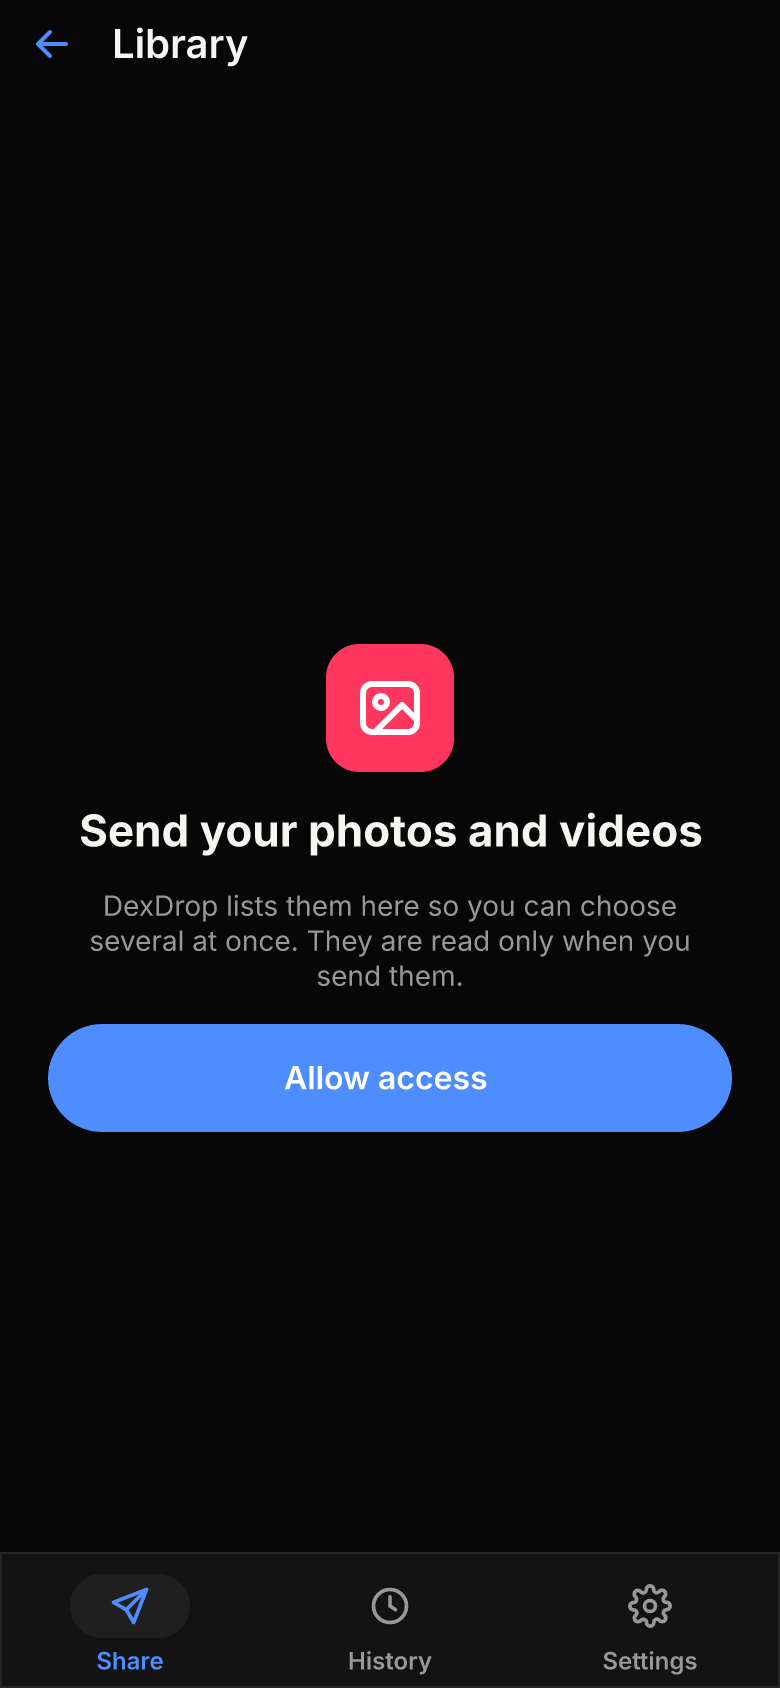 Library
Send your photos and videos
DexDrop lists them here so you can choose
several at once. They are read only when you
send them.
Allow access
Share
History
Settings